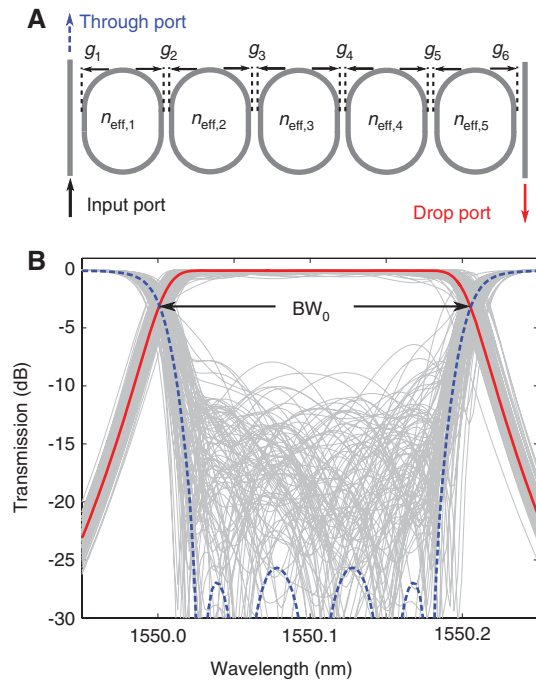 A
Through port
g1 g2 g3 g4 g5 g6
neff,1 neff,2 neff,3 neff,4 neff,5
Input port
Drop port
B
0
-5
-10
-15
-20
-25
-30
Transmission (dB)
BW0
1550.0 1550.1 1550.2
Wavelength (nm)